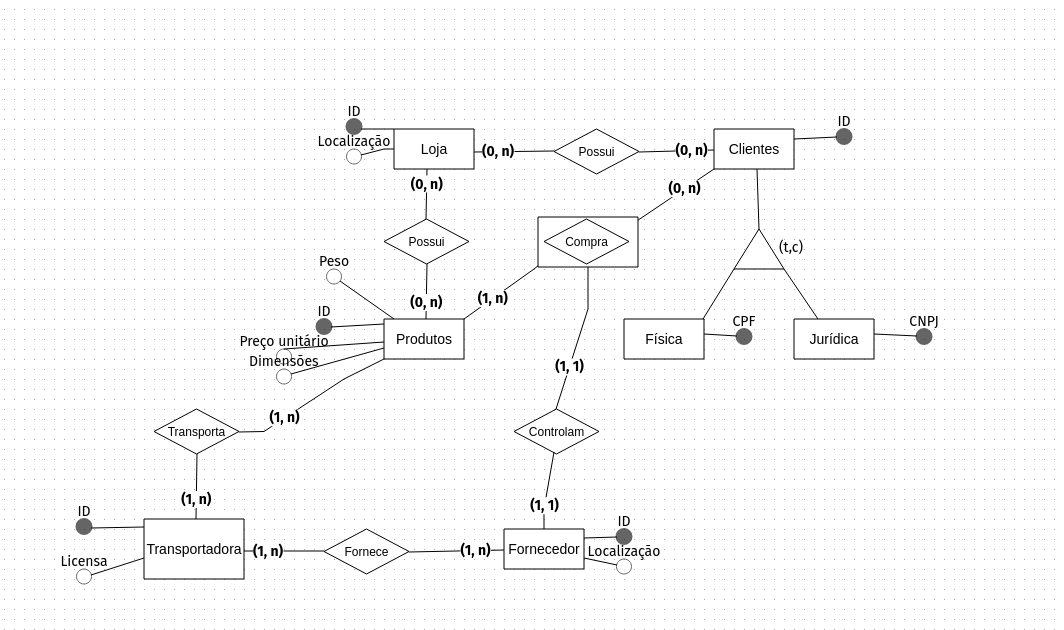 ID
ID
Localização
Loja
(0, n)
Possui
(0, n)
Clientes
(0, n)
(0, n)
Possui
Compra
(t,c)
Peso
(0, n)
(1, n)
ID
CPF
CNPJ
Preço unitário
Produtos
Física
Jurídica
Dimensões
(1, 1)
(1, n)
Transporta
Controlam
(1, n)
(1, 1)
ID
ID
Transportadora
(1, n)
Fornece
(1, n)
Fornecedor
Localização
Licensa